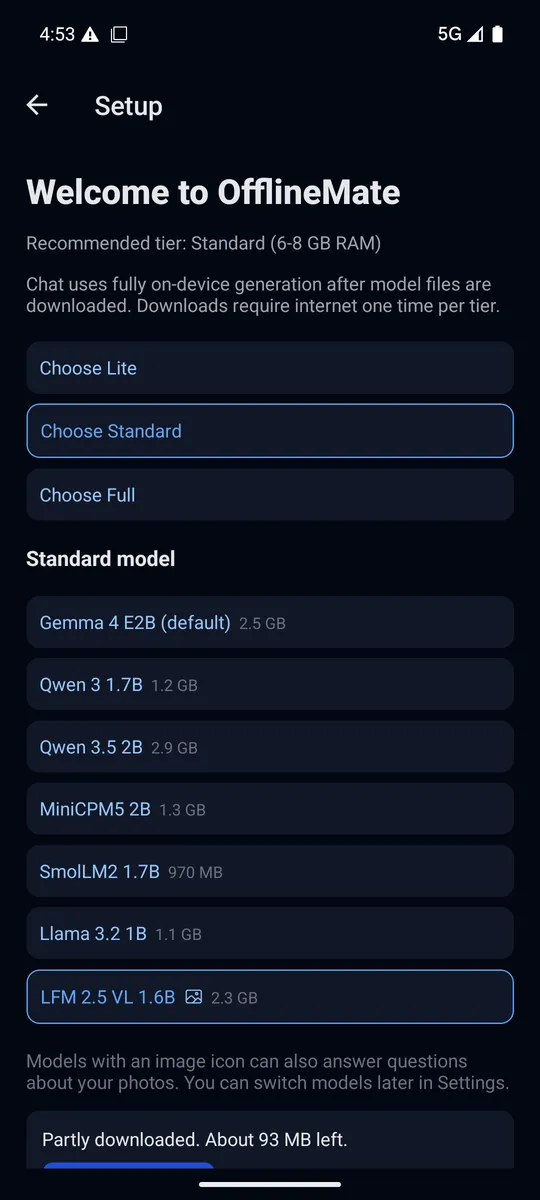 4:53
5G
Setup
Welcome to OfflineMate
Recommended tier: Standard (6-8 GB RAM)
Chat uses fully on-device generation after model files are
downloaded. Downloads require internet one time per tier.
Choose Lite
Choose Standard
Choose Full
Standard model
Gemma 4 E2B (default) 2.5 GB
Qwen 3 1.7B 1.2 GB
Qwen 3.5 2B 2.9 GB
MiniCPM5 2B 1.3 GB
SmolLM2 1.7B 970 MB
Llama 3.2 1B 1.1 GB
LFM 2.5 VL 1.6B 2.3 GB
Models with an image icon can also answer questions
about your photos. You can switch models later in Settings.
Partly downloaded. About 93 MB left.